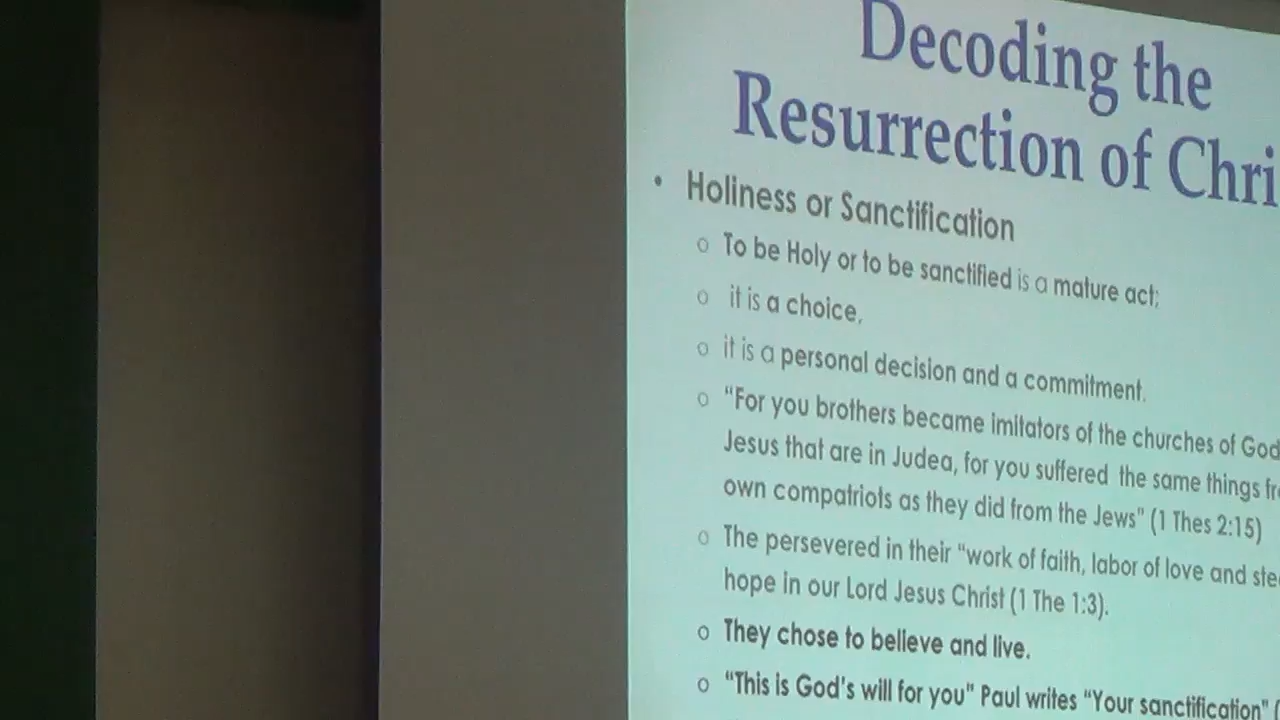 Decoding the
Resurrection of Chri
• Holiness or Sanctification
o To be Holy or to be sanctified is a mature act;
o it is a choice,
o it is a personal decision and a commitment.
o “For you brothers became imitators of the churches of God
Jesus that are in Judea, for you suffered the same things fr
own compatriots as they did from the Jews” (1 Thes 2:15)
o The persevered in their “work of faith, labor of love and ste
hope in our Lord Jesus Christ (1 The 1:3).
o They chose to believe and live.
o “This is God’s will for you” Paul writes “Your sanctification” (